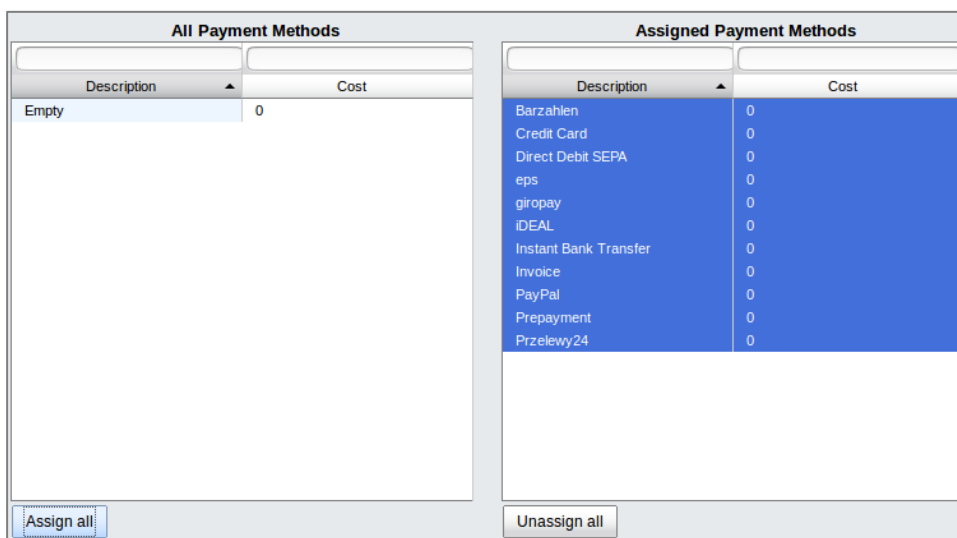 All Payment Methods
Description Cost
Empty 0
Assign all
Assigned Payment Methods
Description Cost
Barzahlen 0
Credit Card 0
Direct Debit SEPA 0
eps 0
giropay 0
iDEAL 0
Instant Bank Transfer 0
Invoice 0
PayPal 0
Prepayment 0
Przelewy24 0
Unassign all